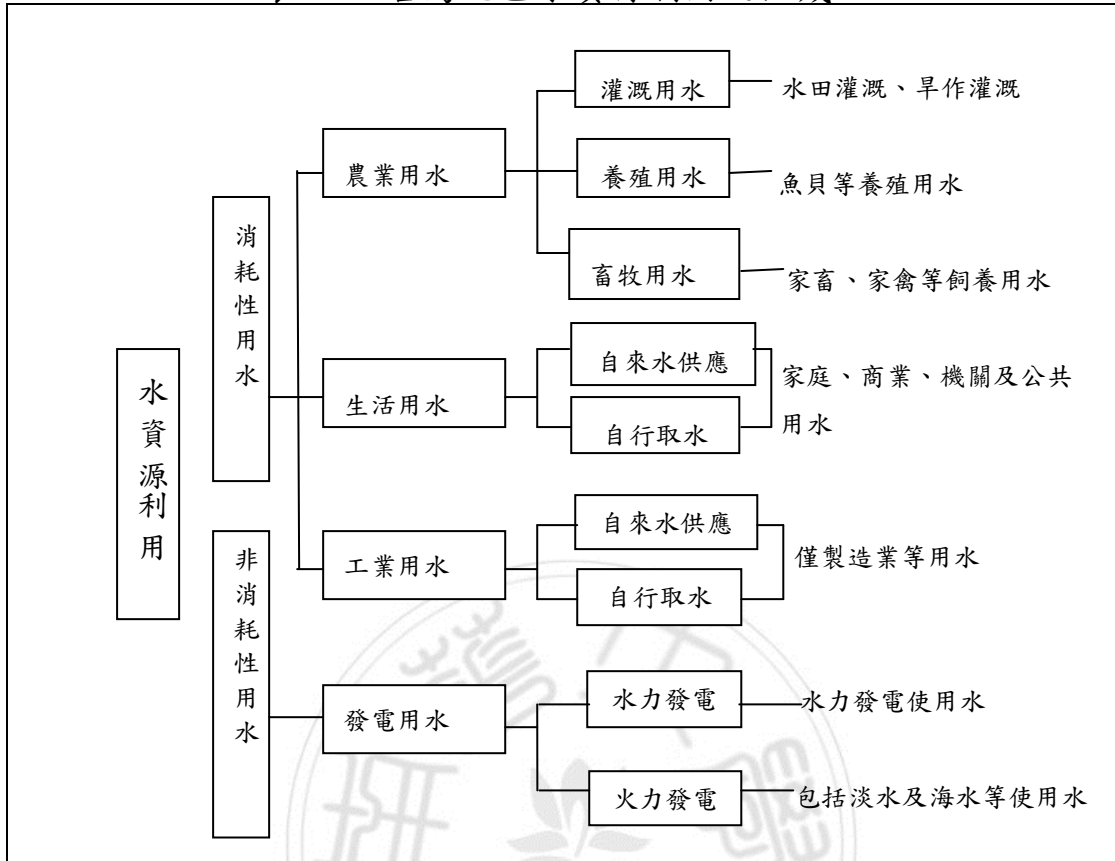 水資源利用
消耗性用水
農業用水
灌溉用水
水田灌溉、旱作灌溉
養殖用水
魚貝等養殖用水
畜牧用水
家畜、家禽等飼養用水
生活用水
自來水供應
自行取水
家庭、商業、機關及公共
用水
工業用水
自來水供應
自行取水
僅製造業等用水
非消耗性用水
發電用水
水力發電
水力發電使用水
火力發電
包括淡水及海水等使用水